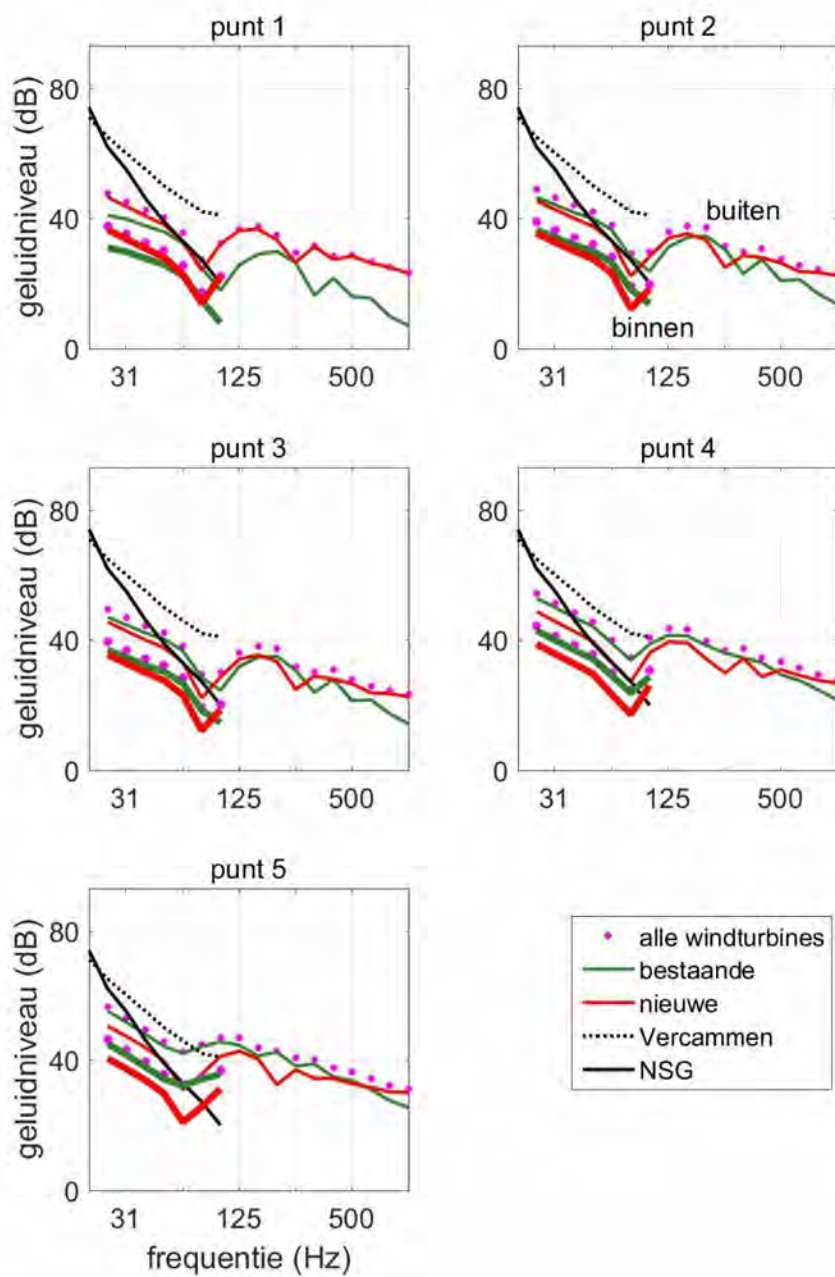 punt 1
geluidniveau (dB)
80
40
0
31
125
500
punt 2
80
40
0
buiten
binnen
31
125
500
punt 3
geluidniveau (dB)
80
40
0
31
125
500
punt 4
80
40
0
31
125
500
punt 5
geluidniveau (dB)
80
40
0
31
125
500
frequentie (Hz)
alle windturbines
bestaande
nieuwe
Vercammen
NSG